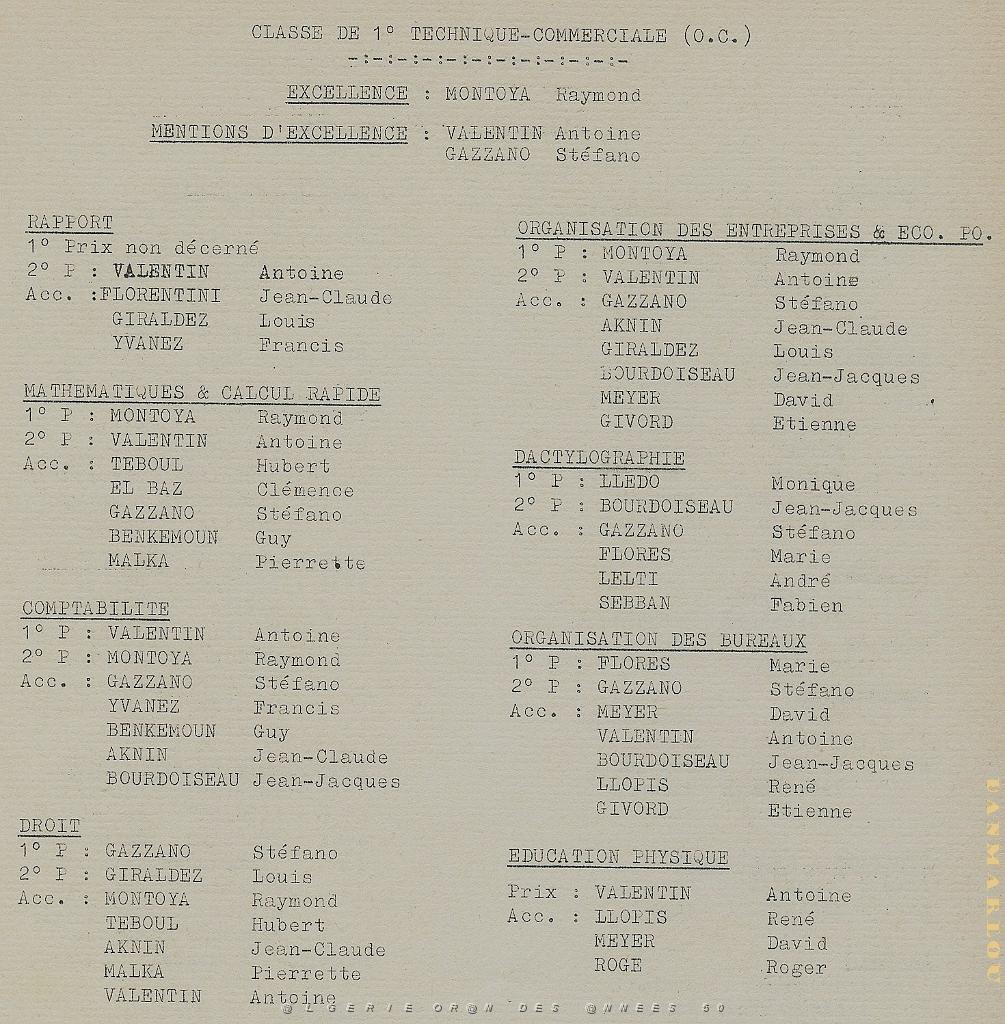 CLASSE DE 1° TECHNIQUE-COMMERCIALE (O.C.)
-:-:-:-:-:-:-:-:-:-:-:-
EXCELLENCE : MONTOYA Raymond
MENTIONS D'EXCELLENCE : VALENTIN Antoine
GAZZANO Stéfano
RAPPORT
1° Prix non décerné
2° P : VALENTIN Antoine
Acc. :FLORENTINI Jean-Claude
GIRALDEZ Louis
YVANEZ Francis
MATHEMATIQUES & CALCUL RAPIDE
1° P : MONTOYA Raymond
2° P : VALENTIN Antoine
Acc. : TEBOUL Hubert
EL BAZ Clémence
GAZZANO Stéfano
BENKEMOUN Guy
MALKA Pierrette
COMPTABILITE
1° P : VALENTIN Antoine
2° P : MONTOYA Raymond
Acc. : GAZZANO Stéfano
YVANEZ Francis
BENKEMOUN Guy
AKNIN Jean-Claude
BOURDOISEAU Jean-Jacques
DROIT
1° P : GAZZANO Stéfano
2° P : GIRALDEZ Louis
Acc. : MONTOYA Raymond
TEBOUL Hubert
AKNIN Jean-Claude
MALKA Pierrette
VALENTIN Antoine
ORGANISATION DES ENTREPRISES & ECO. PO.
1° P : MONTOYA Raymond
2° P : VALENTIN Antoine
Acc. : GAZZANO Stéfano
AKNIN Jean-Claude
GIRALDEZ Louis
BOURDOISEAU Jean-Jacques
MEYER David
GIVORD Etienne
DACTYLOGRAPHIE
1° P : LLEDO Monique
2° P : BOURDOISEAU Jean-Jacques
Acc. : GAZZANO Stéfano
FLORES Marie
LELTI André
SEBBAN Fabien
ORGANISATION DES BUREAUX
1° P : FLORES Marie
2° P : GAZZANO Stéfano
Acc. : MEYER David
VALENTIN Antoine
BOURDOISEAU Jean-Jacques
LLOPIS René
GIVORD Etienne
EDUCATION PHYSIQUE
Prix : VALENTIN Antoine
Acc. : LLOPIS René
MEYER David
ROGE Roger
DANMARLOU
@LGERIE OR@N DES @NNEES 50